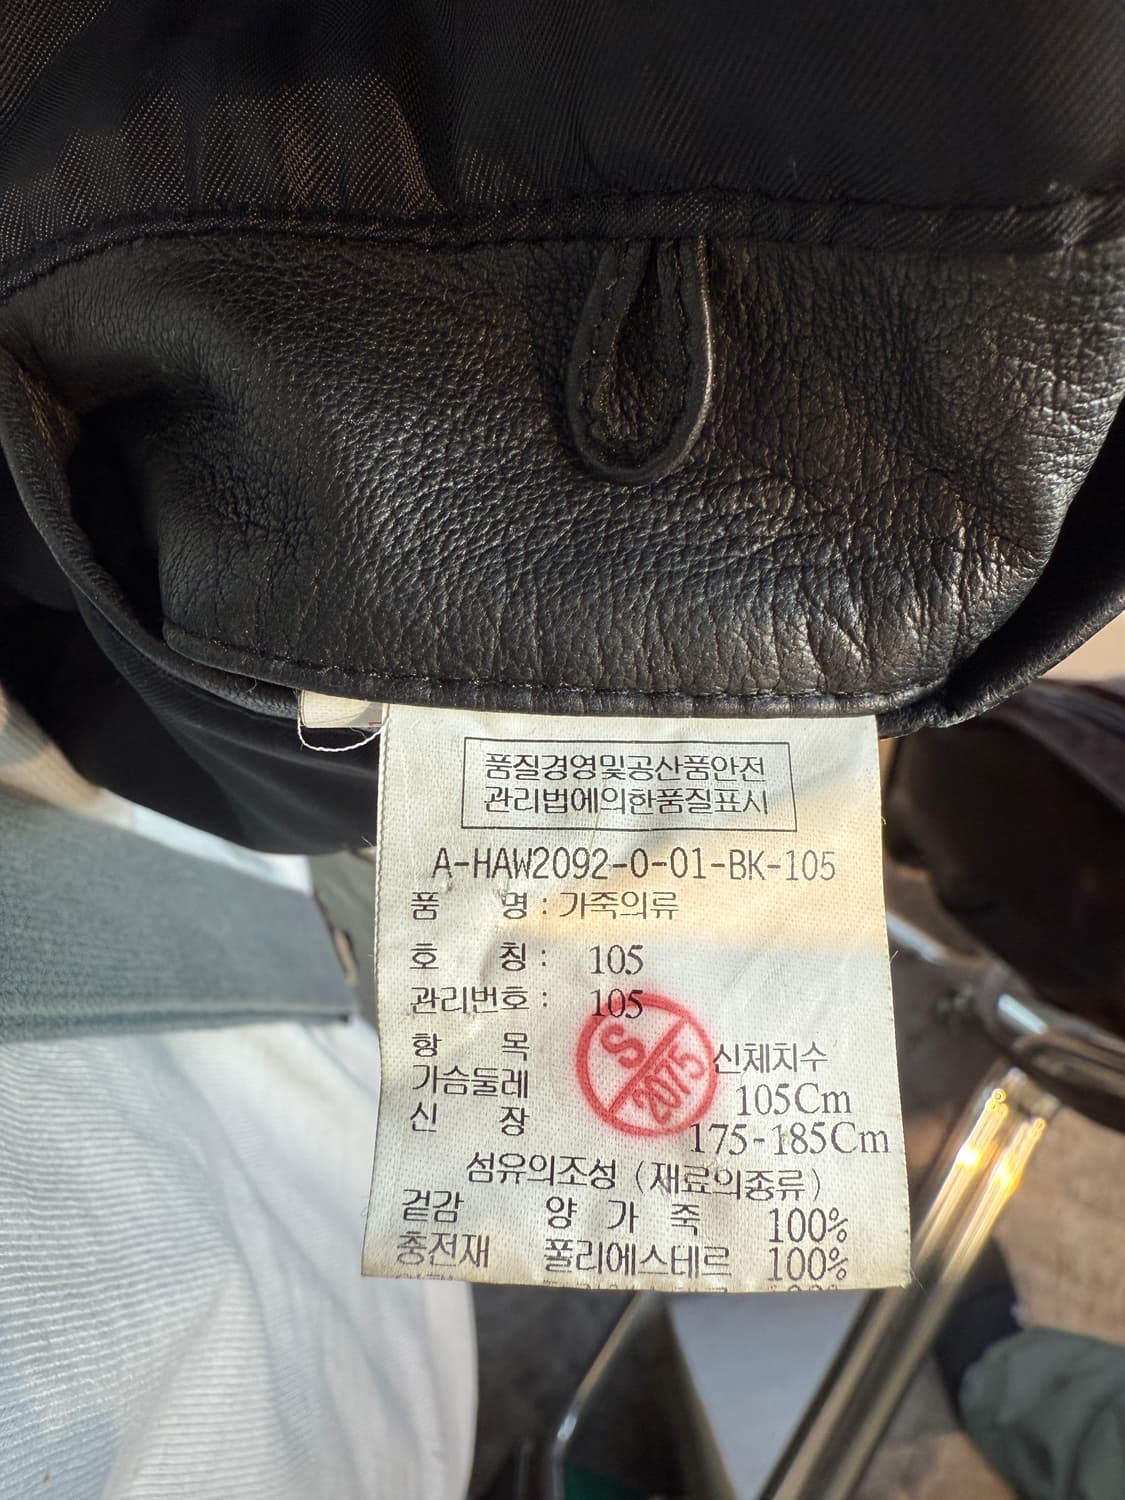 품질경영및공산품안전
관리법에의한품질표시
A-HAW2092-0-01-BK-105
품 명 : 가죽의류
호 칭 : 105
관리번호 : 105
항 목 신체치수
가슴둘레 105Cm
신 장 175-185Cm
S
2075
섬유의조성 (재료의종류)
겉감 양 가 죽 100%
충전재 폴리에스테르 100%